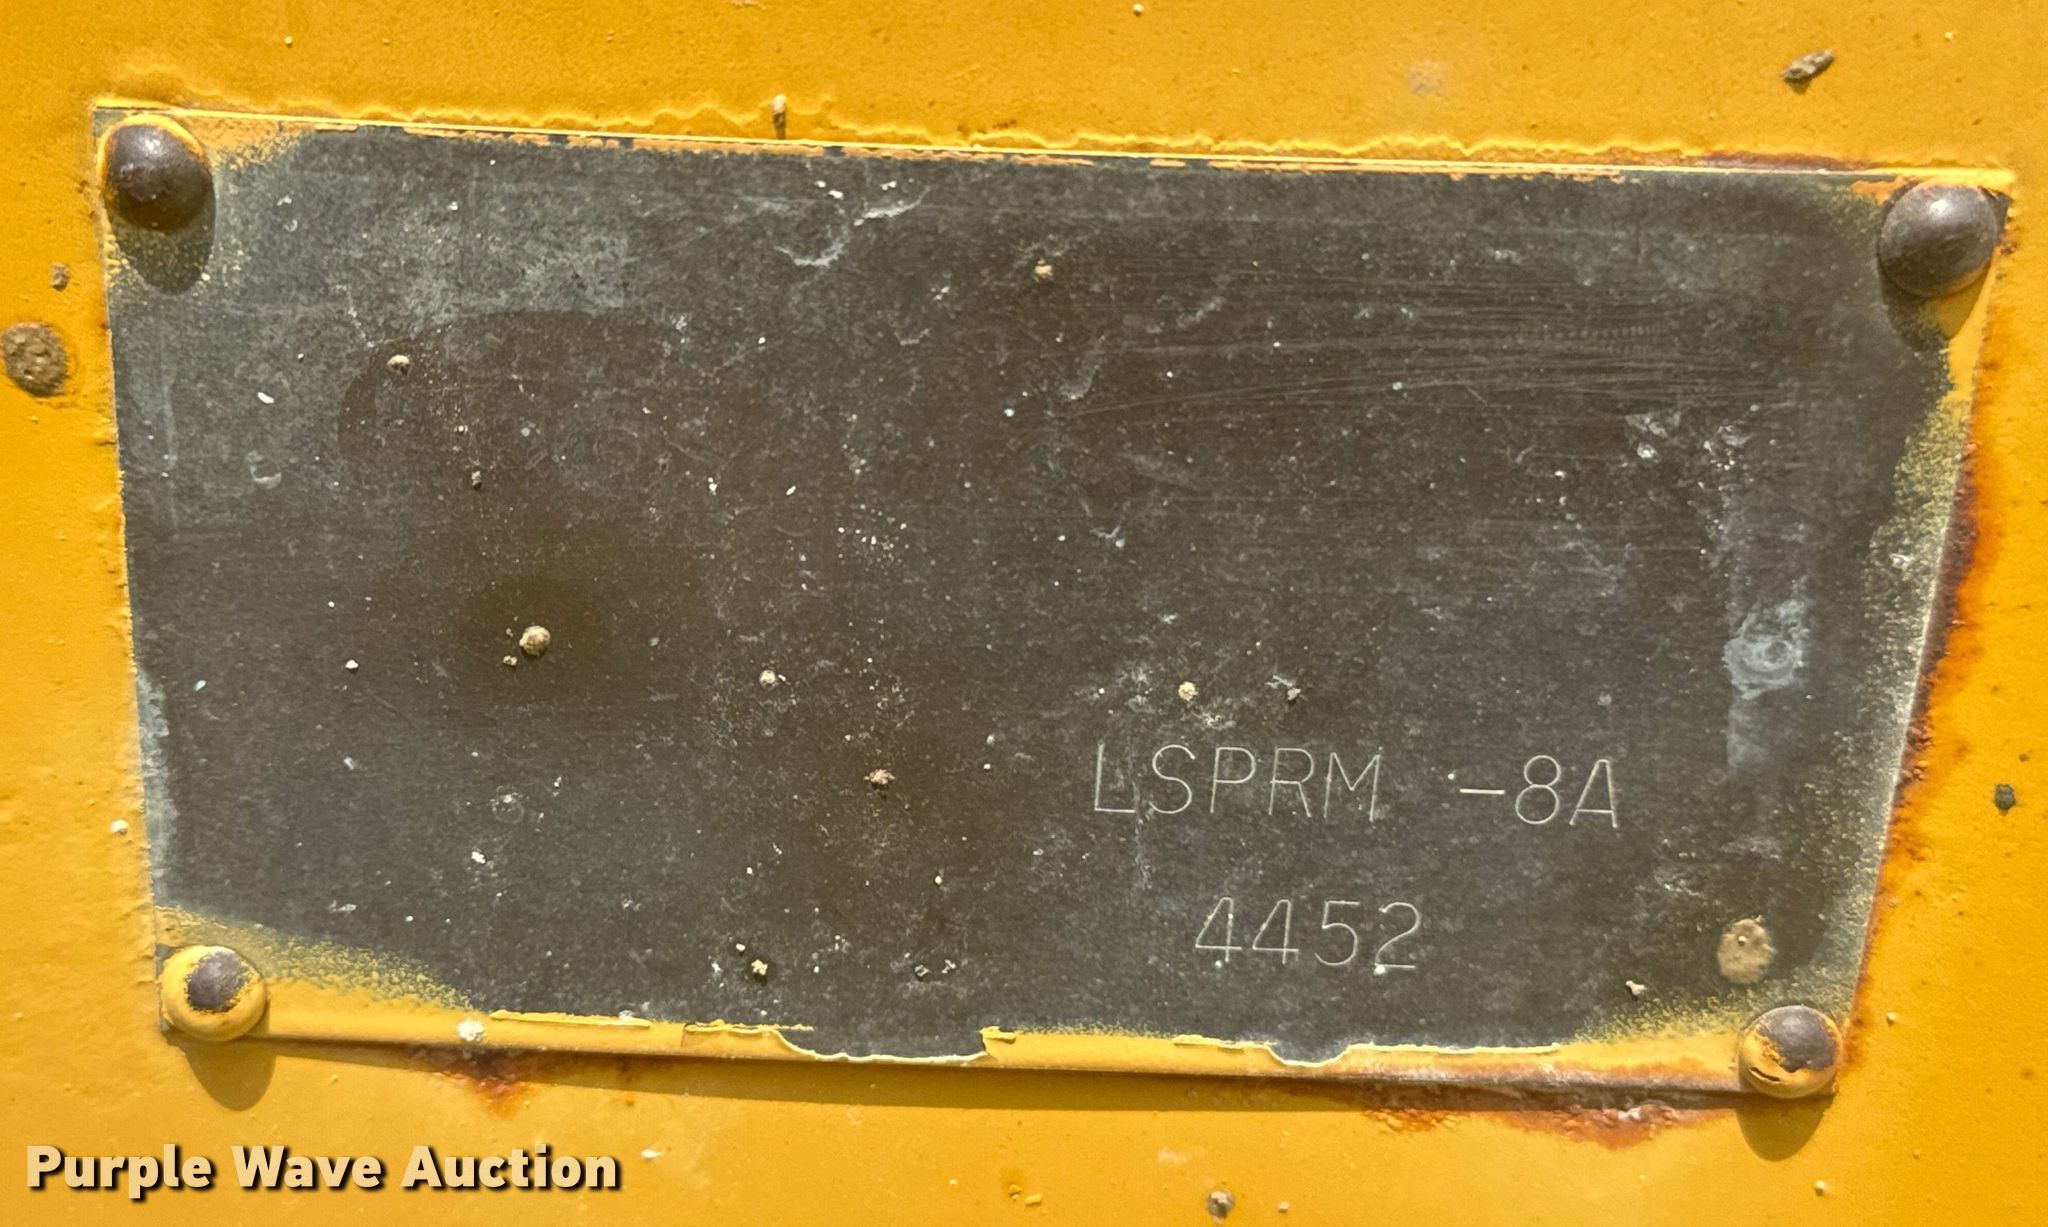 LSPRM -8A
4452
Purple Wave Auction